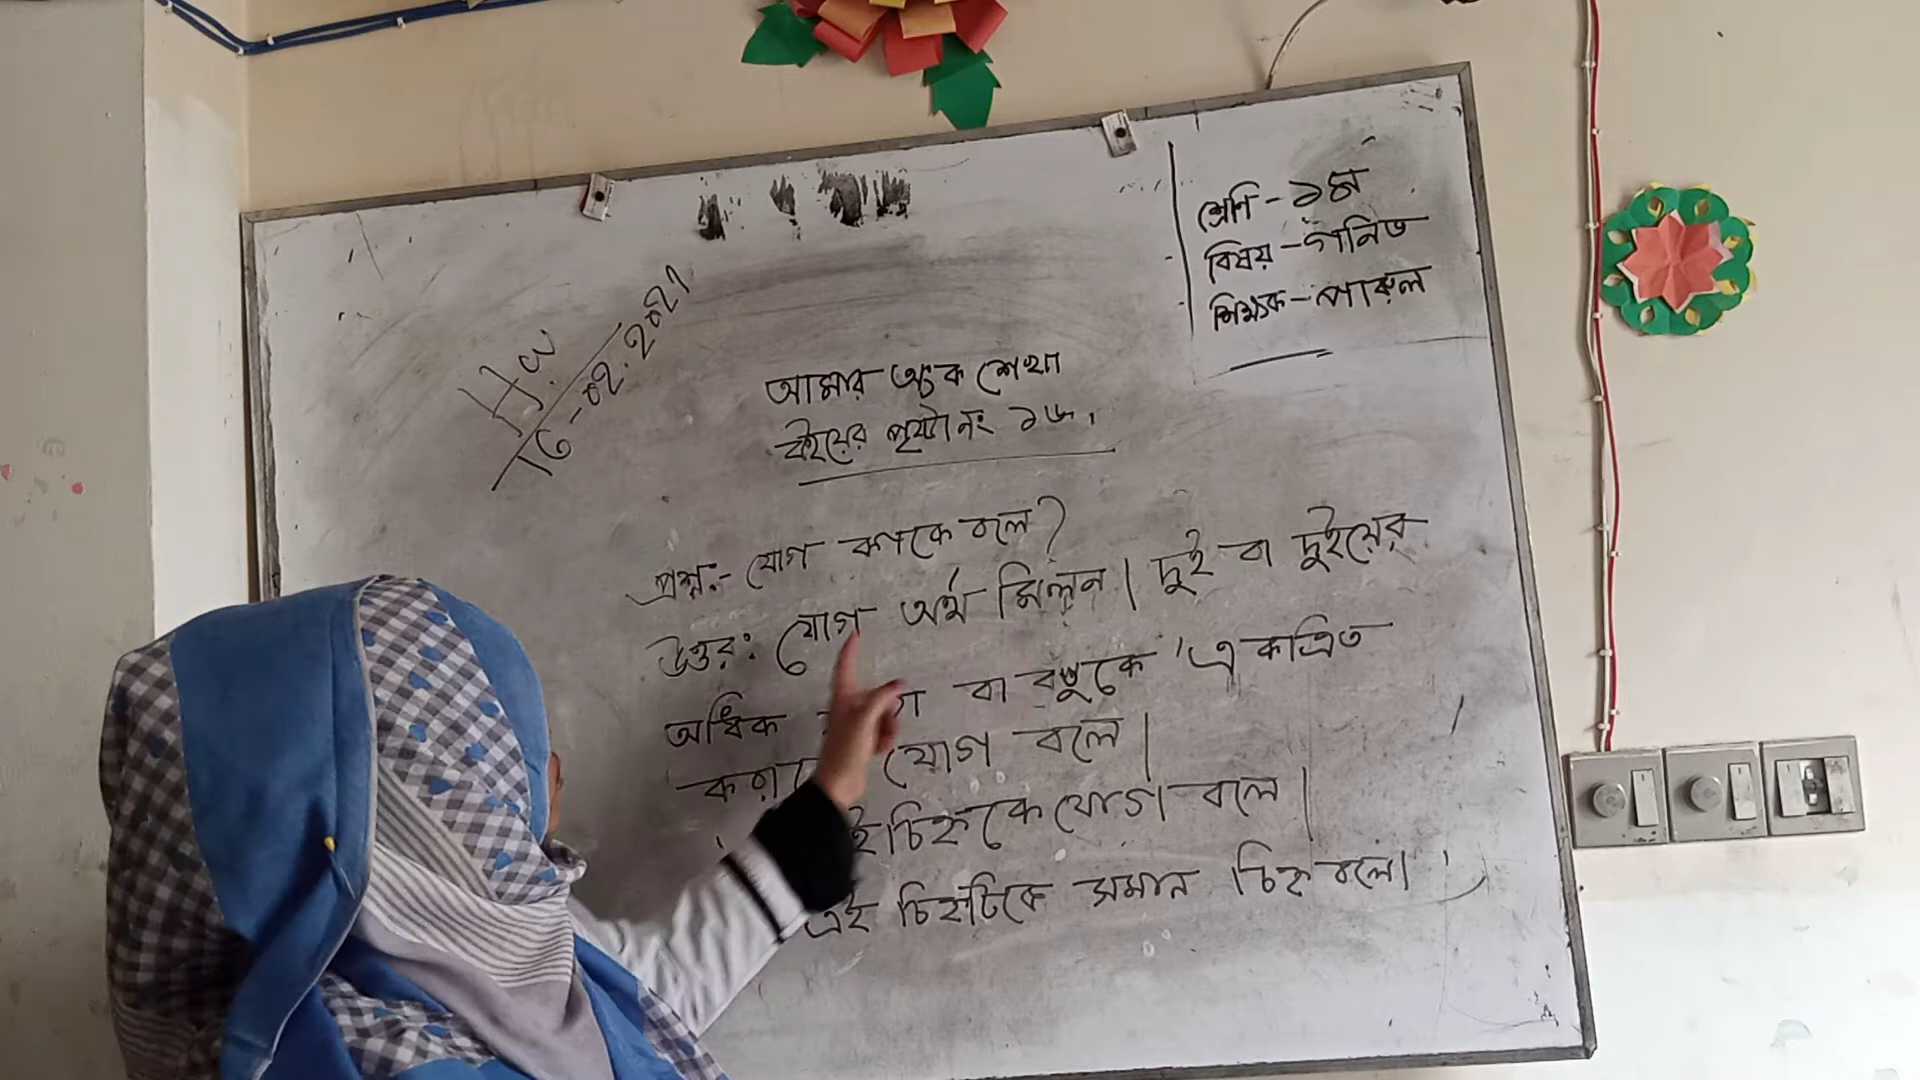 শ্রেণি - ১ম
বিষয় - গনিত
শিক্ষক - পারুল
H.W
16-02.2021
আমার অংক শেখা
বইয়ের পৃষ্টা নং ১৬,
প্রশ্ন:- যোগ কাকে বলে?
উত্তর: যোগ অর্থ মিলন। দুই বা দুইয়ের
অধিক বা বস্তুকে একত্রিত
যোগ বলে।
চিহ্নকে যোগ বলে।
এই চিহ্নটিকে সমান চিহ্ন বলে।